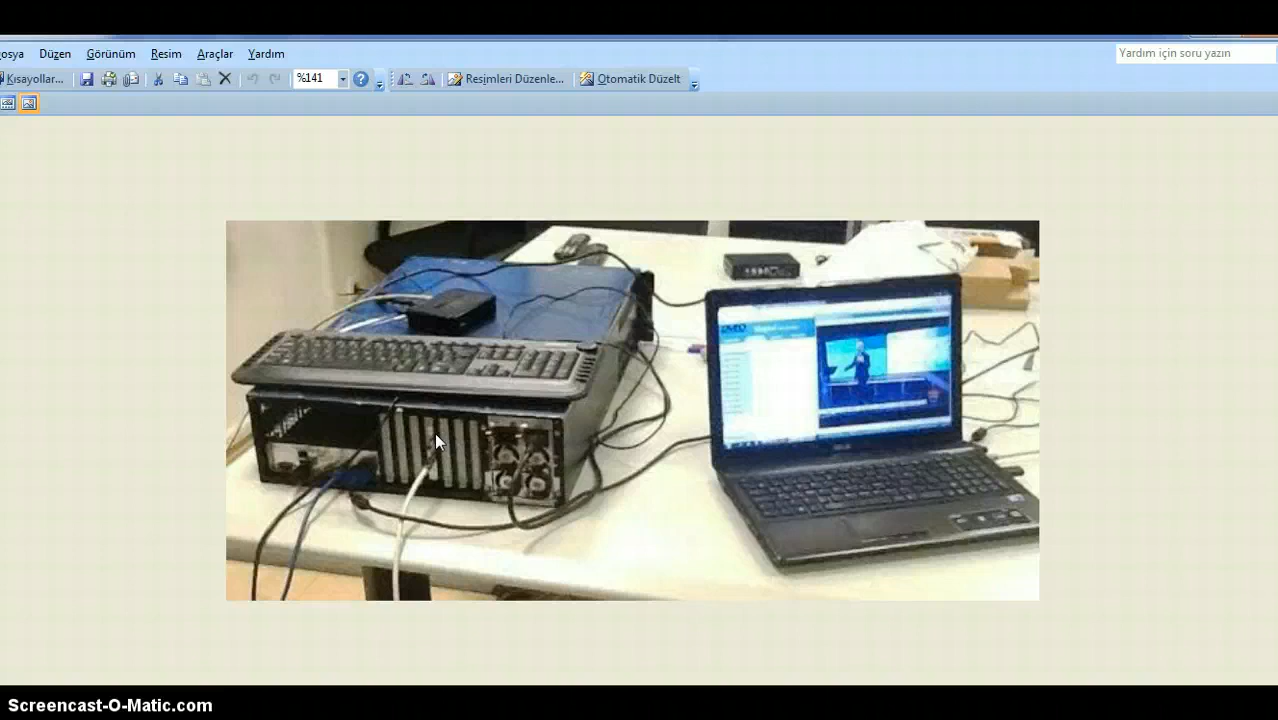 osya Düzen Görünüm Resim Araçlar Yardım
Yardım için soru yazın
Kısayollar... %141 Resimleri Düzenle... Otomatik Düzelt
Screencast-O-Matic.com